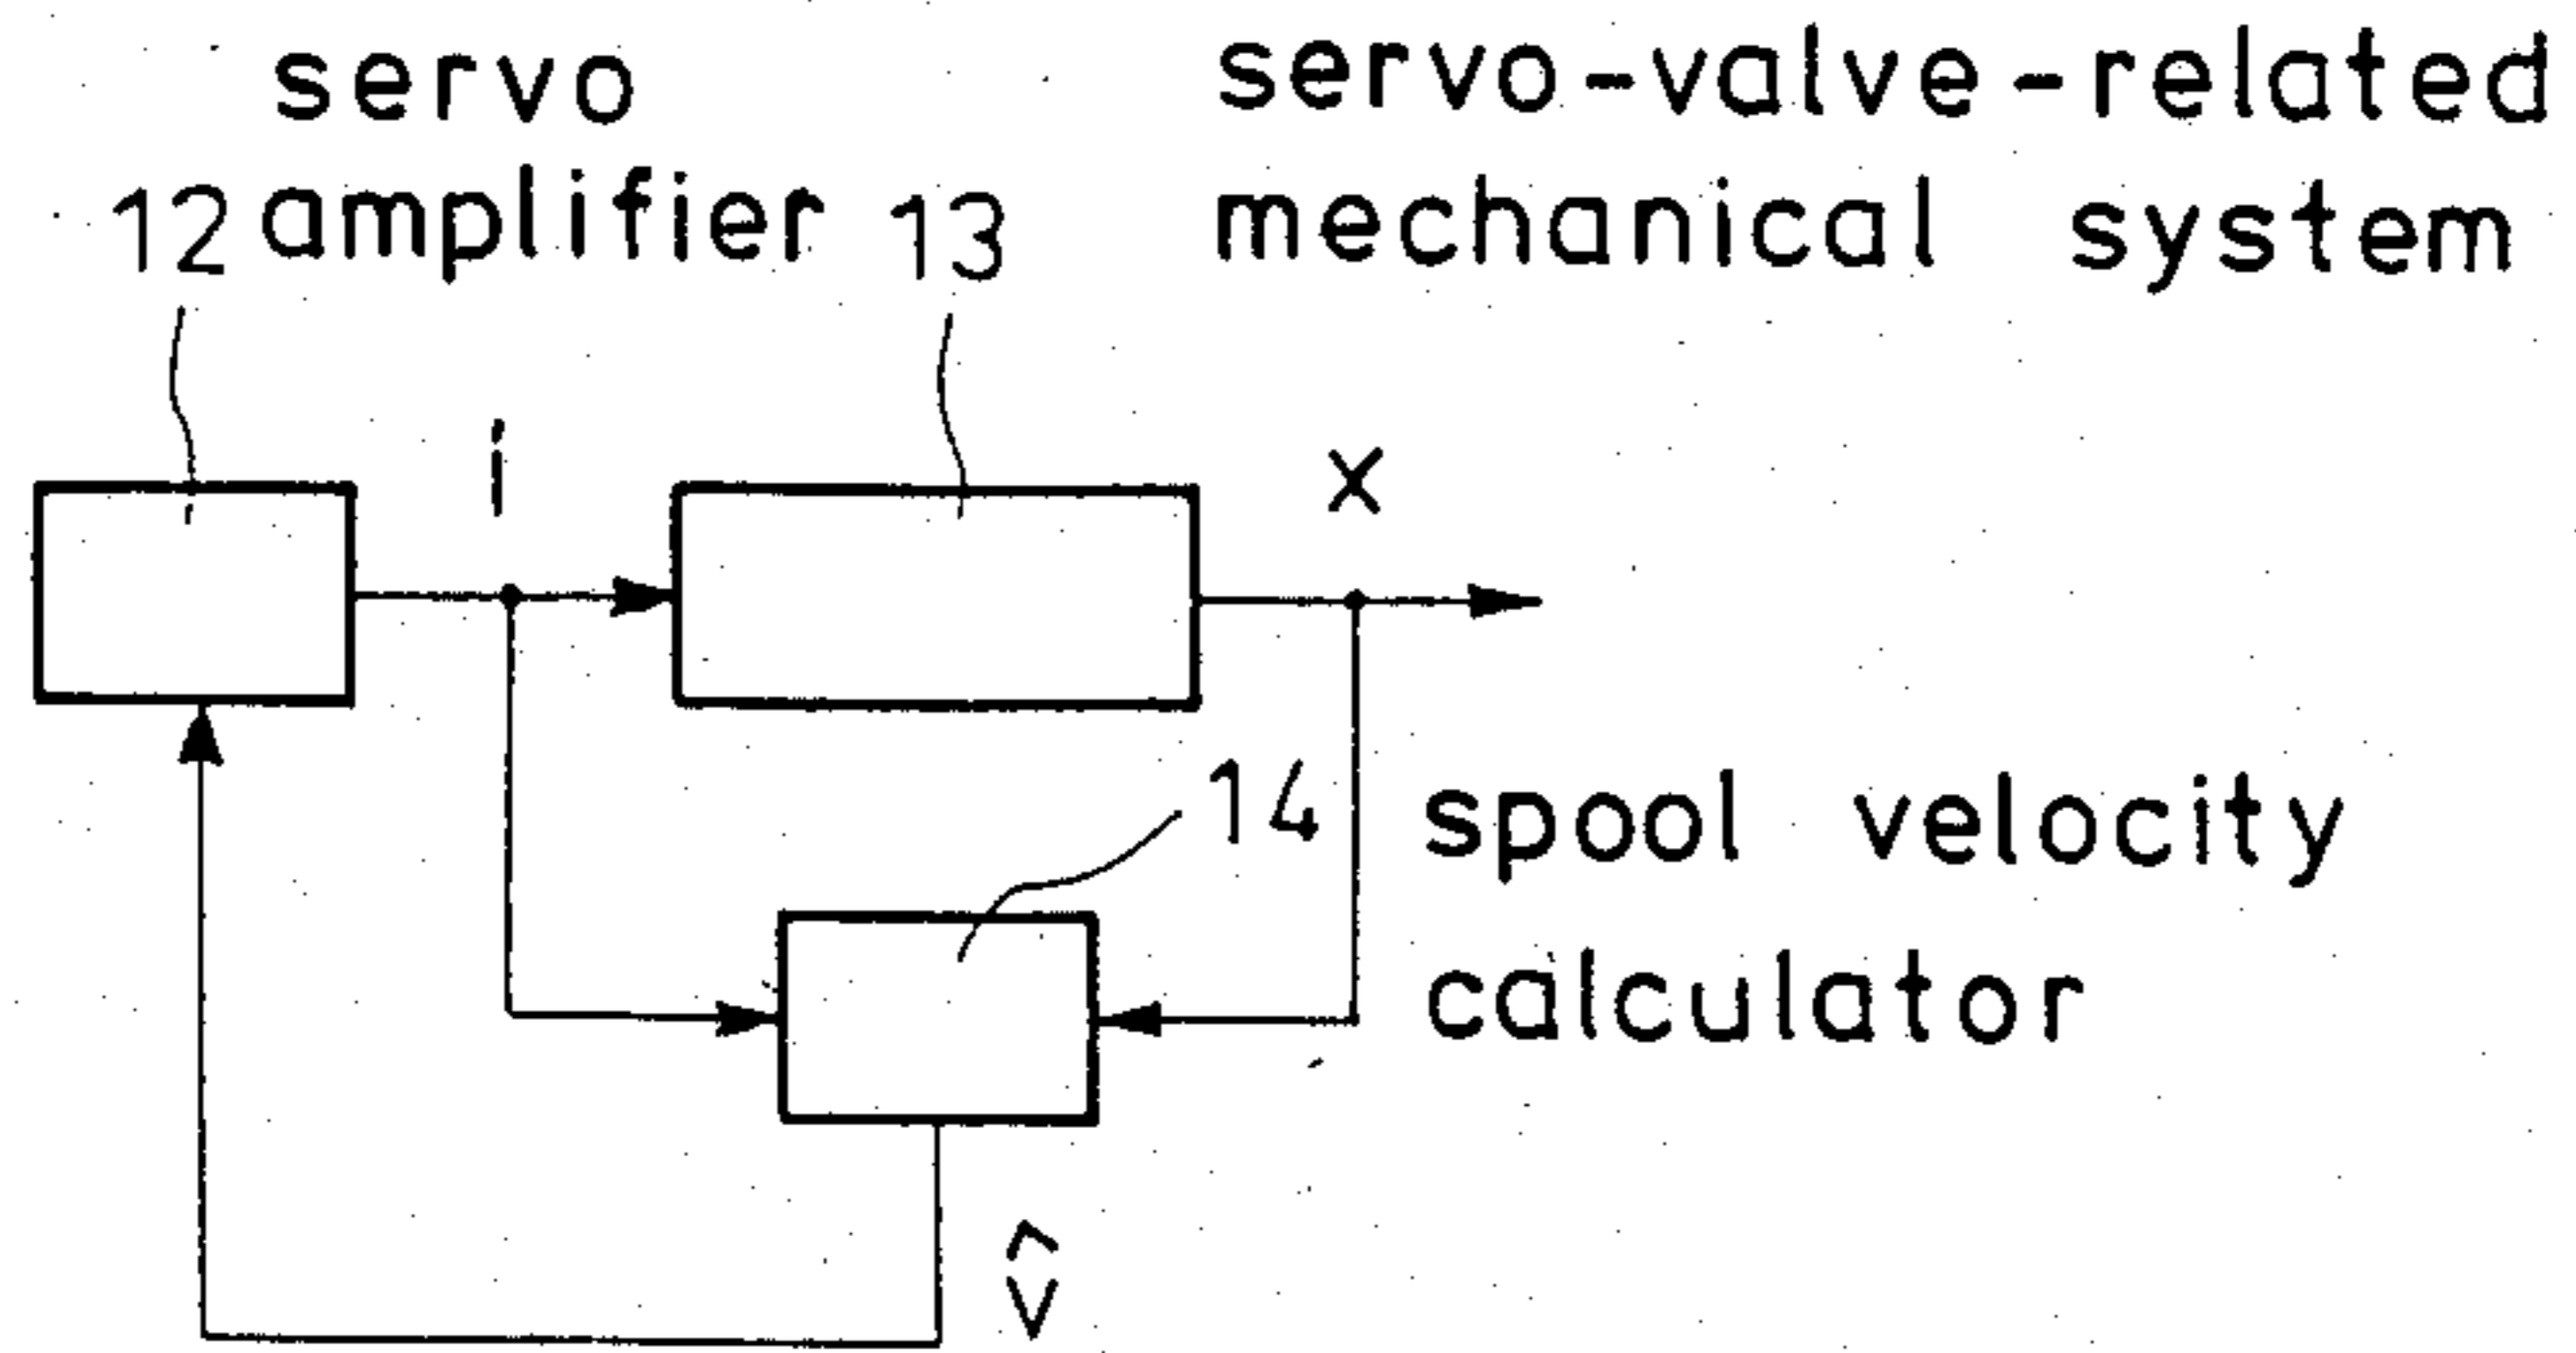 servo
12 amplifier
13
servo-valve-related
mechanical system
i
x
14
spool velocity
calculator
v̂